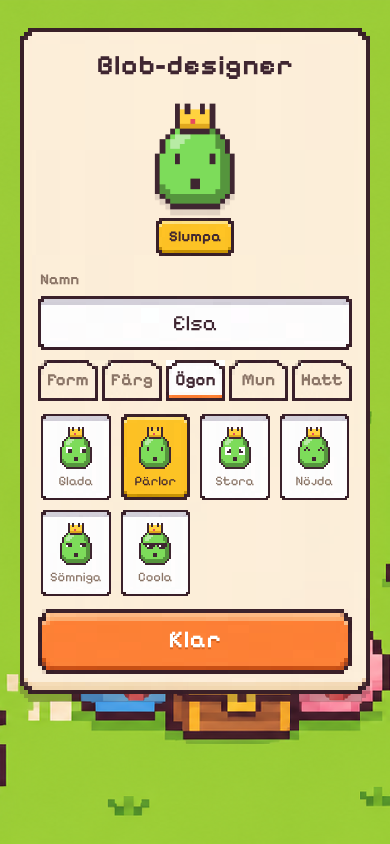 Blob-designer
Slumpa
Namn
Elsa
Form Färg Ögon Mun Hatt
Glada Pärlor Stora Nöjda
Sömniga Coola
Klar